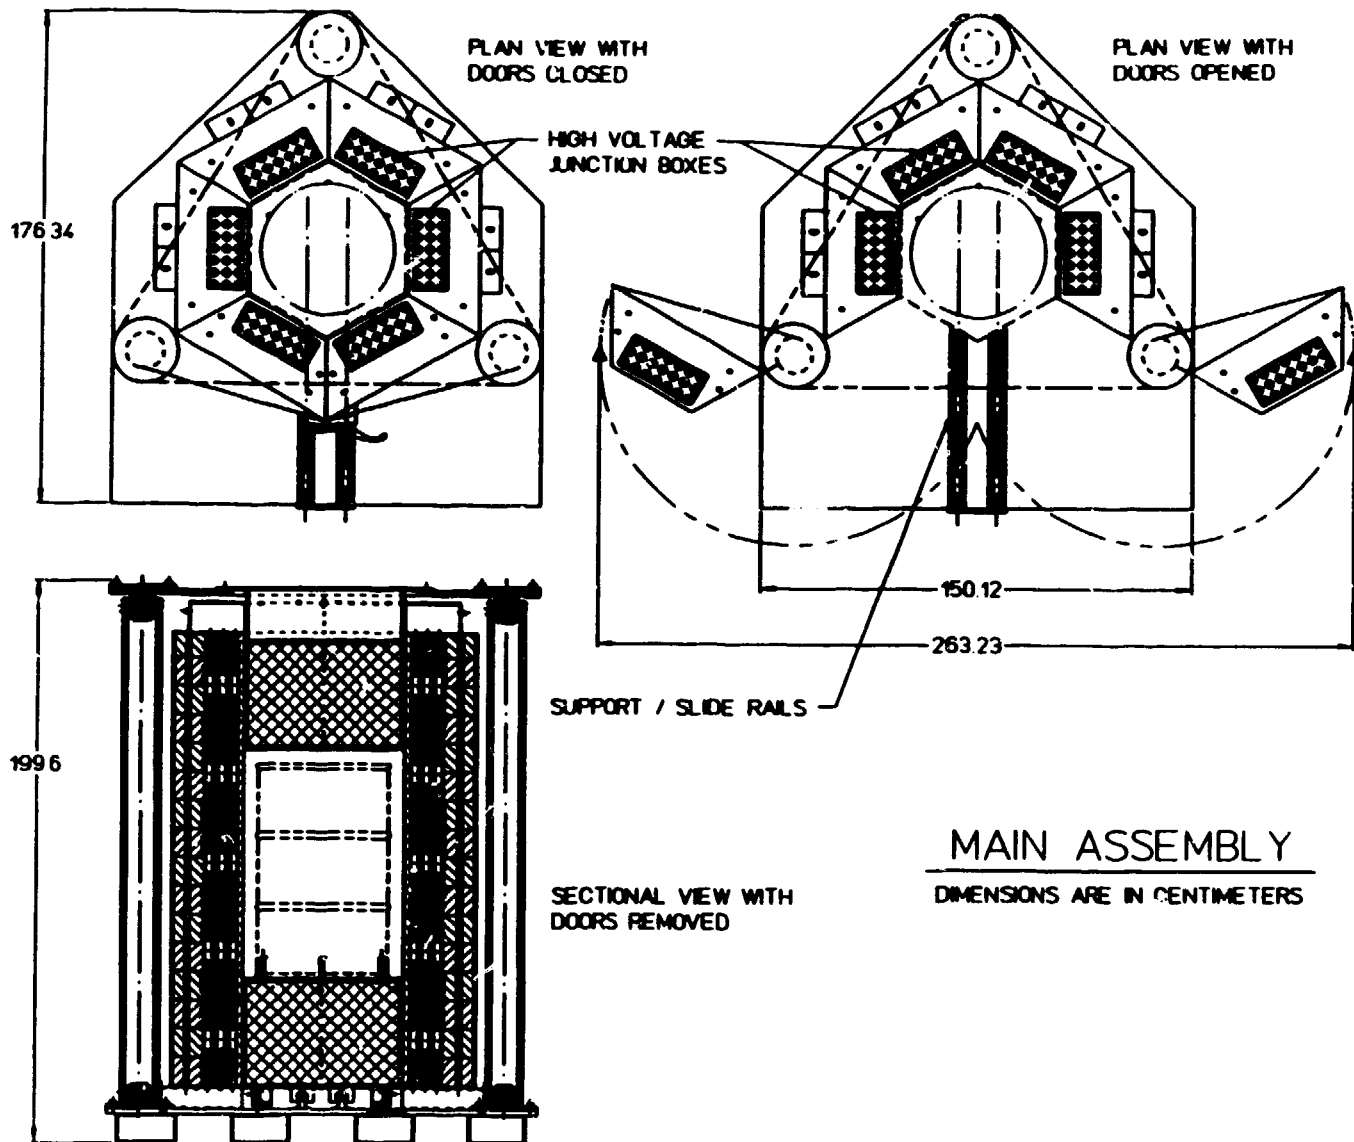 PLAN VIEW WITH
DOORS CLOSED
PLAN VIEW WITH
DOORS OPENED
HIGH VOLTAGE
JUNCTION BOXES
176.34
150.12
263.23
SUPPORT / SLIDE RAILS
199.6
MAIN ASSEMBLY
DIMENSIONS ARE IN CENTIMETERS
SECTIONAL VIEW WITH
DOORS REMOVED